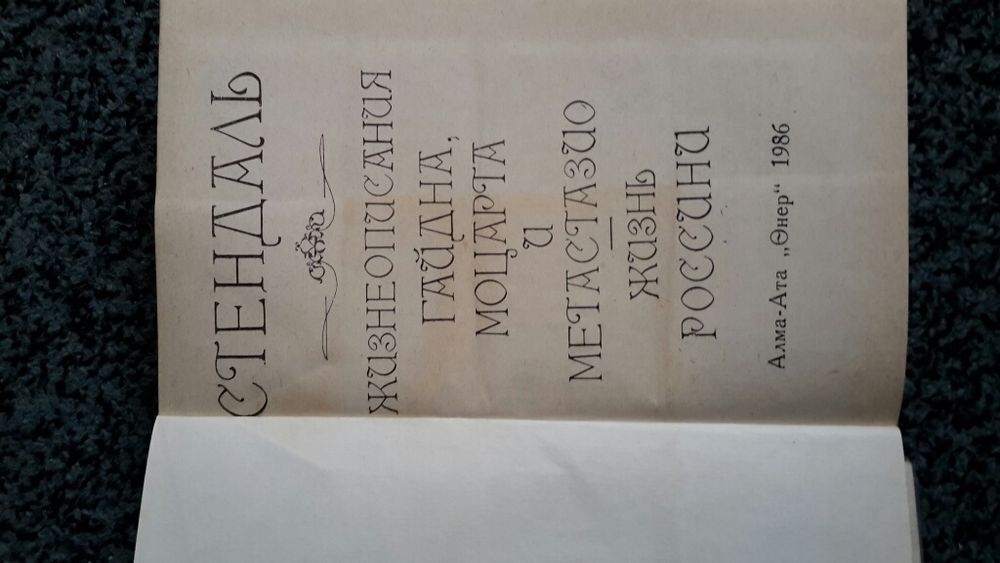 СТЕНДАЛЬ
ЖИЗНЕОПИСАНИЯ
ГАЙДНА,
МОЦАРТА
И
МЕТАСТАЗИО
ЖИЗНЬ
РОССИНИ
Алма-Ата „Өнер“ 1986